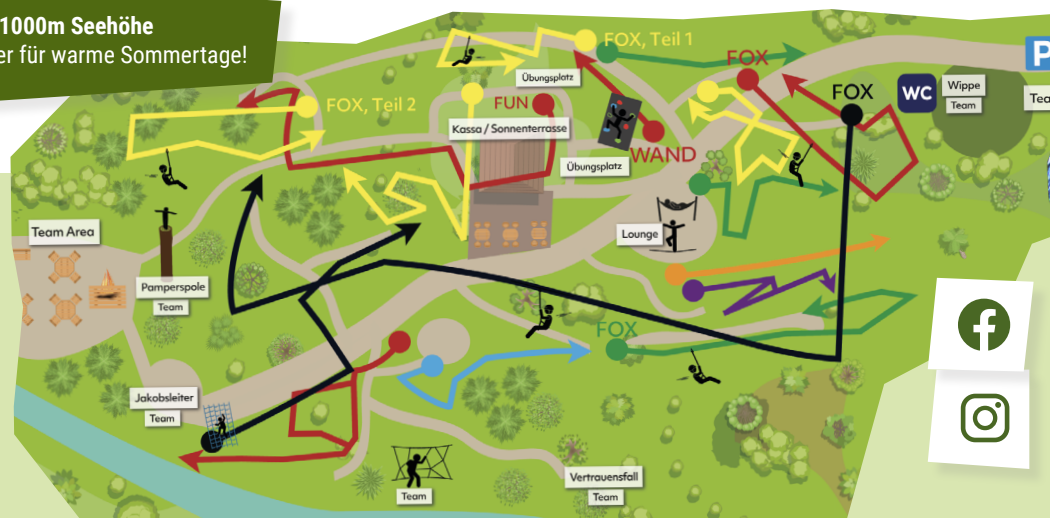 1000m Seehöhe
er für warme Sommertage!
FOX, Teil 1
Übungsplatz
FOX
FOX
WC
Wippe
Team
P
Tea
FOX, Teil 2
FUN
Kassa / Sonnenterrasse
WAND
Übungsplatz
Team Area
Lounge
Pamperspole
Team
FOX
Jakobsleiter
Team
Team
Vertrauensfall
Team